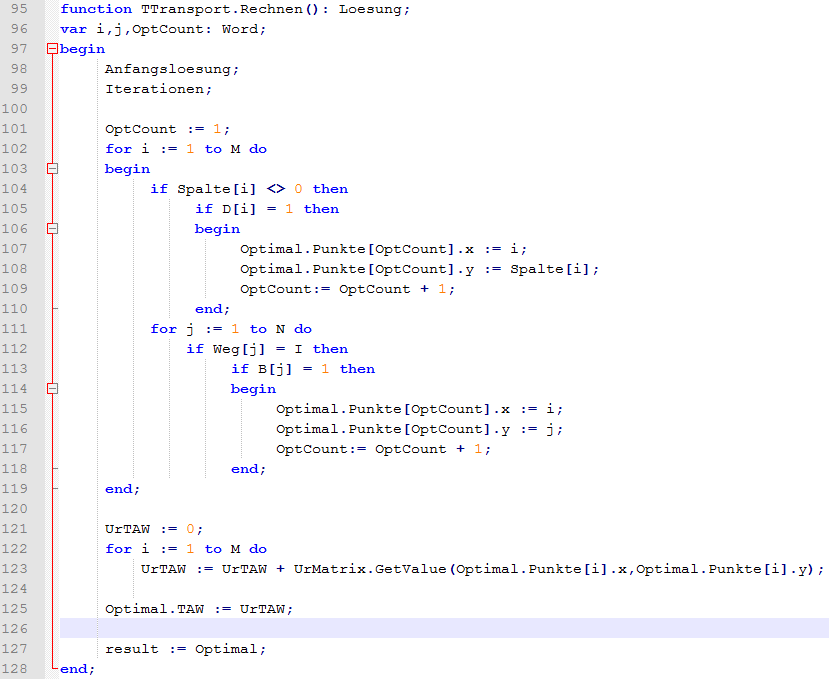 95 function TTransport.Rechnen(): Loesung;
96 var i,j,OptCount: Word;
97 begin
98 Anfangsloesung;
99 Iterationen;
100
101 OptCount := 1;
102 for i := 1 to M do
103 begin
104 if Spalte[i] <> 0 then
105 if D[i] = 1 then
106 begin
107 Optimal.Punkte[OptCount].x := i;
108 Optimal.Punkte[OptCount].y := Spalte[i];
109 OptCount:= OptCount + 1;
110 end;
111 for j := 1 to N do
112 if Weg[j] = I then
113 if B[j] = 1 then
114 begin
115 Optimal.Punkte[OptCount].x := i;
116 Optimal.Punkte[OptCount].y := j;
117 OptCount:= OptCount + 1;
118 end;
119 end;
120
121 UrTAW := 0;
122 for i := 1 to M do
123 UrTAW := UrTAW + UrMatrix.GetValue(Optimal.Punkte[i].x,Optimal.Punkte[i].y);
124
125 Optimal.TAW := UrTAW;
126
127 result := Optimal;
128 end;